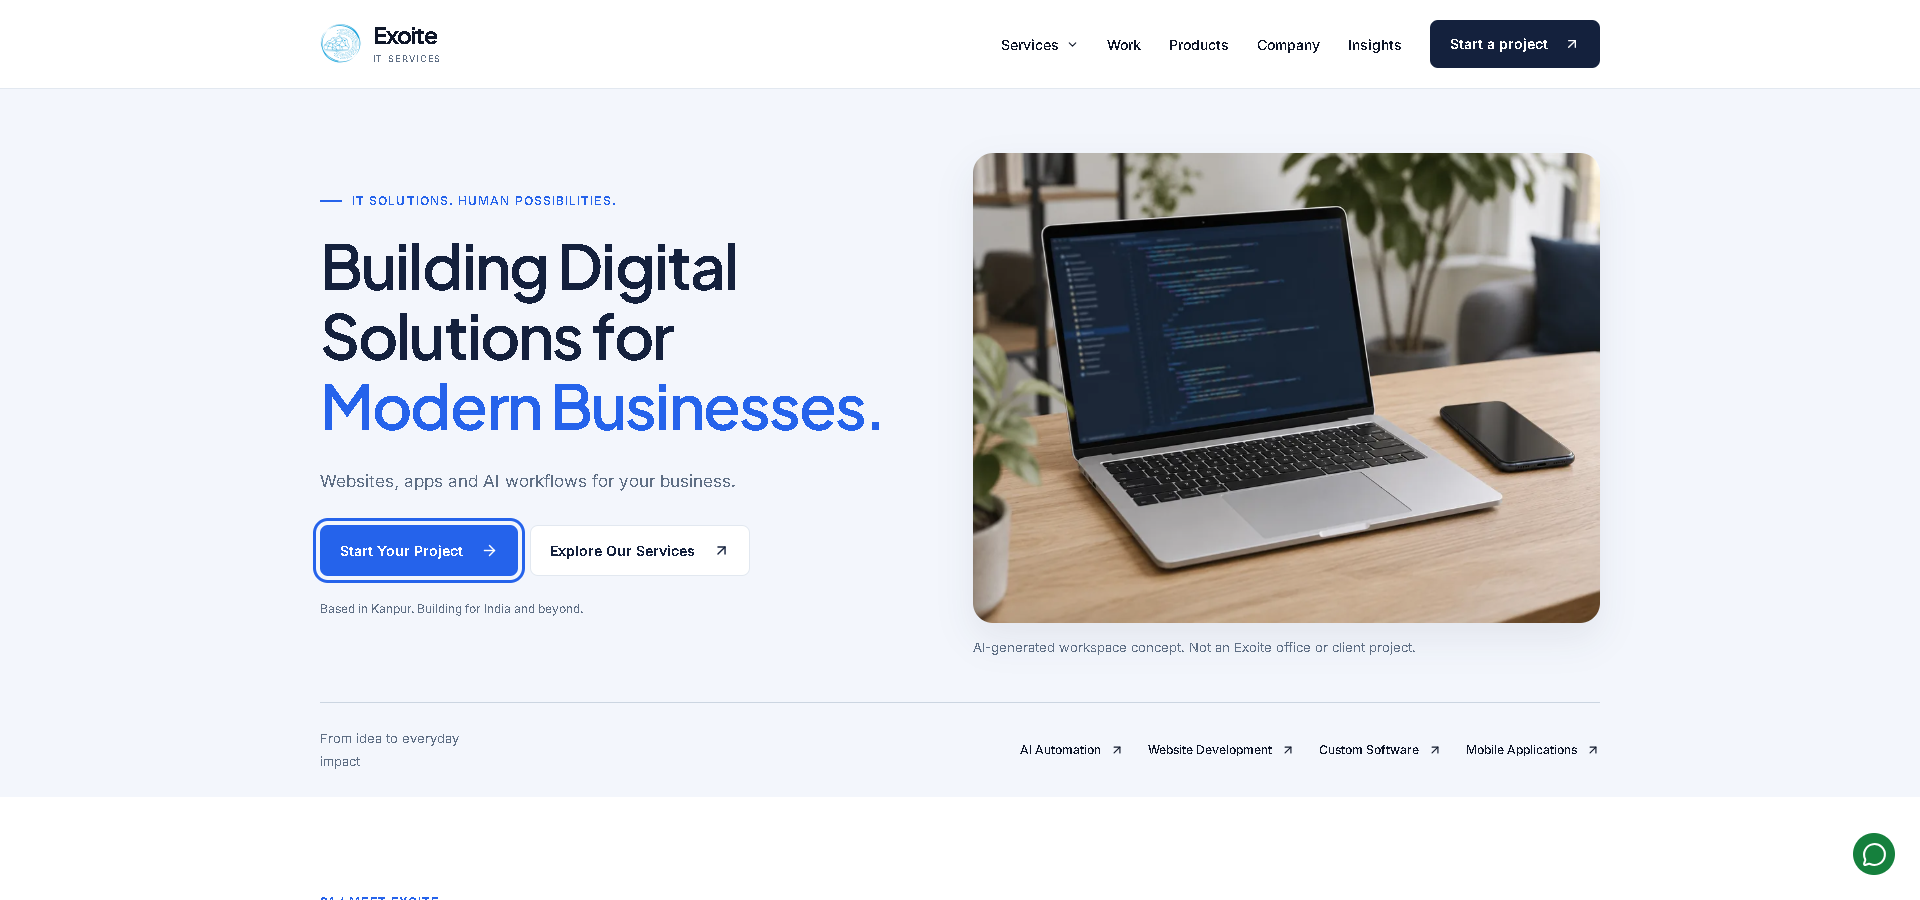 Exoite
IT SERVICES
Services
Work
Products
Company
Insights
Start a project
IT SOLUTIONS. HUMAN POSSIBILITIES.
Building Digital
Solutions for
Modern Businesses.
Websites, apps and AI workflows for your business.
Start Your Project
Explore Our Services
Based in Kanpur. Building for India and beyond.
AI-generated workspace concept. Not an Exoite office or client project.
From idea to everyday
impact
AI Automation
Website Development
Custom Software
Mobile Applications